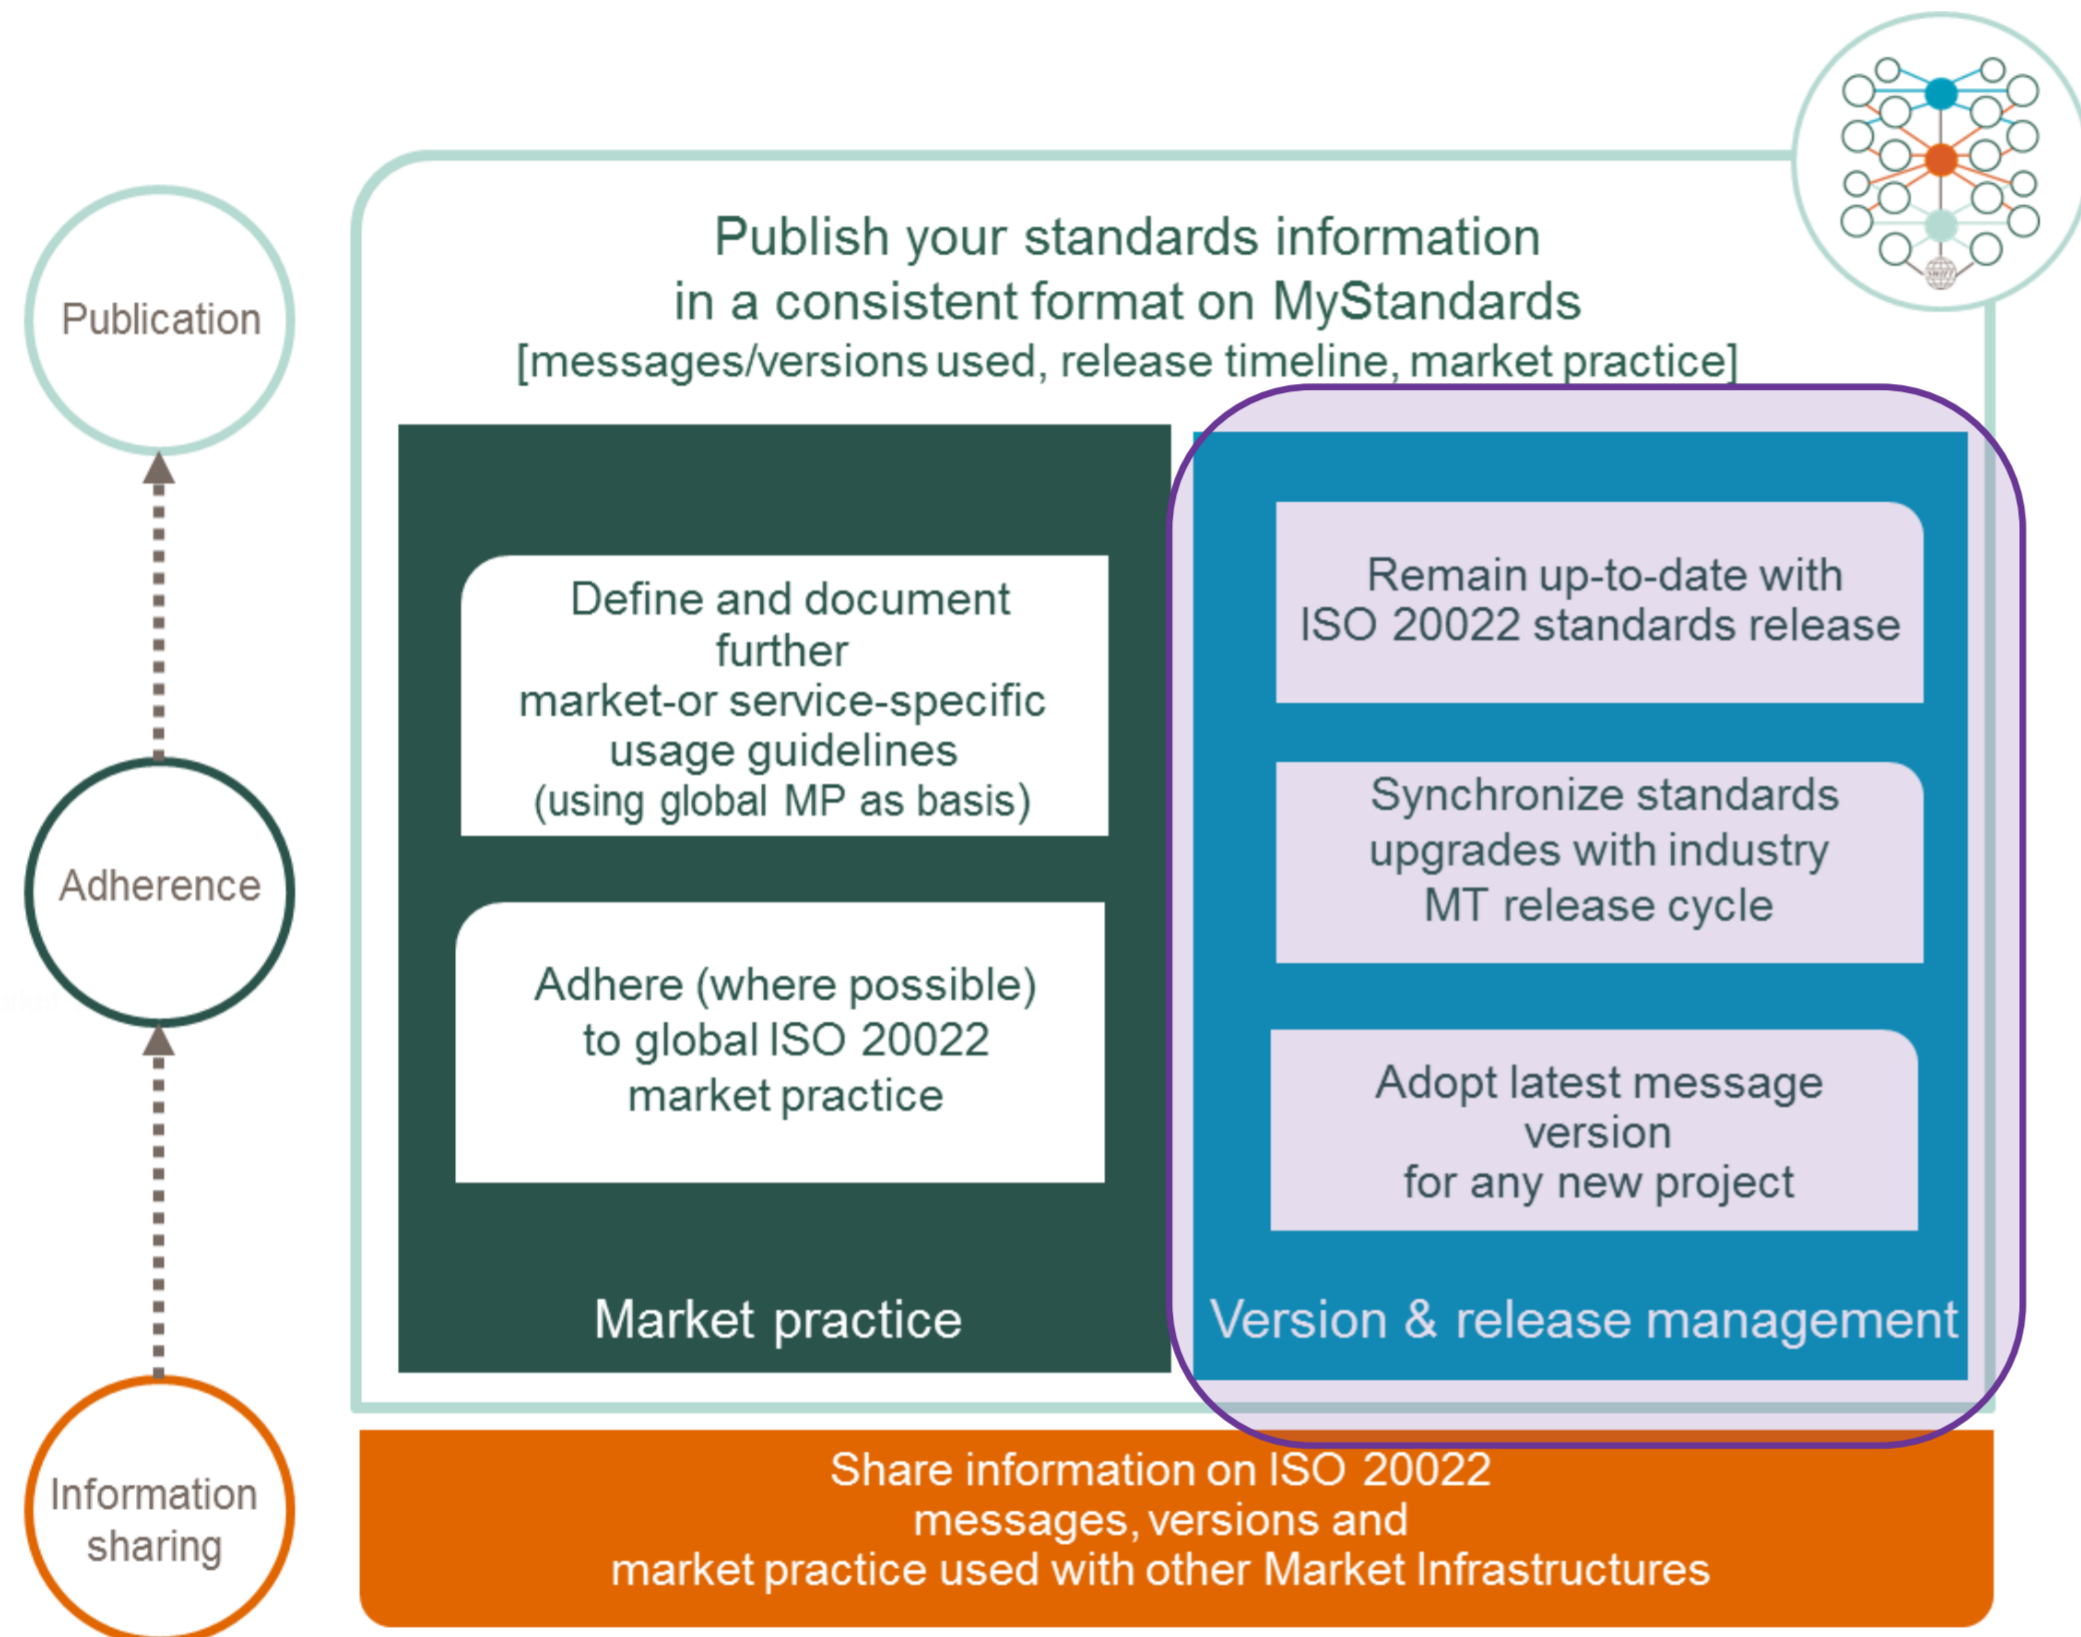 Publication
Adherence
Information
sharing
Publish your standards information
in a consistent format on MyStandards
[messages/versions used, release timeline, market practice]
Define and document
further
market-or service-specific
usage guidelines
(using global MP as basis)
Adhere (where possible)
to global ISO 20022
market practice
Market practice
Remain up-to-date with
ISO 20022 standards release
Synchronize standards
upgrades with industry
MT release cycle
Adopt latest message
version
for any new project
Version & release management
Share information on ISO 20022
messages, versions and
market practice used with other Market Infrastructures